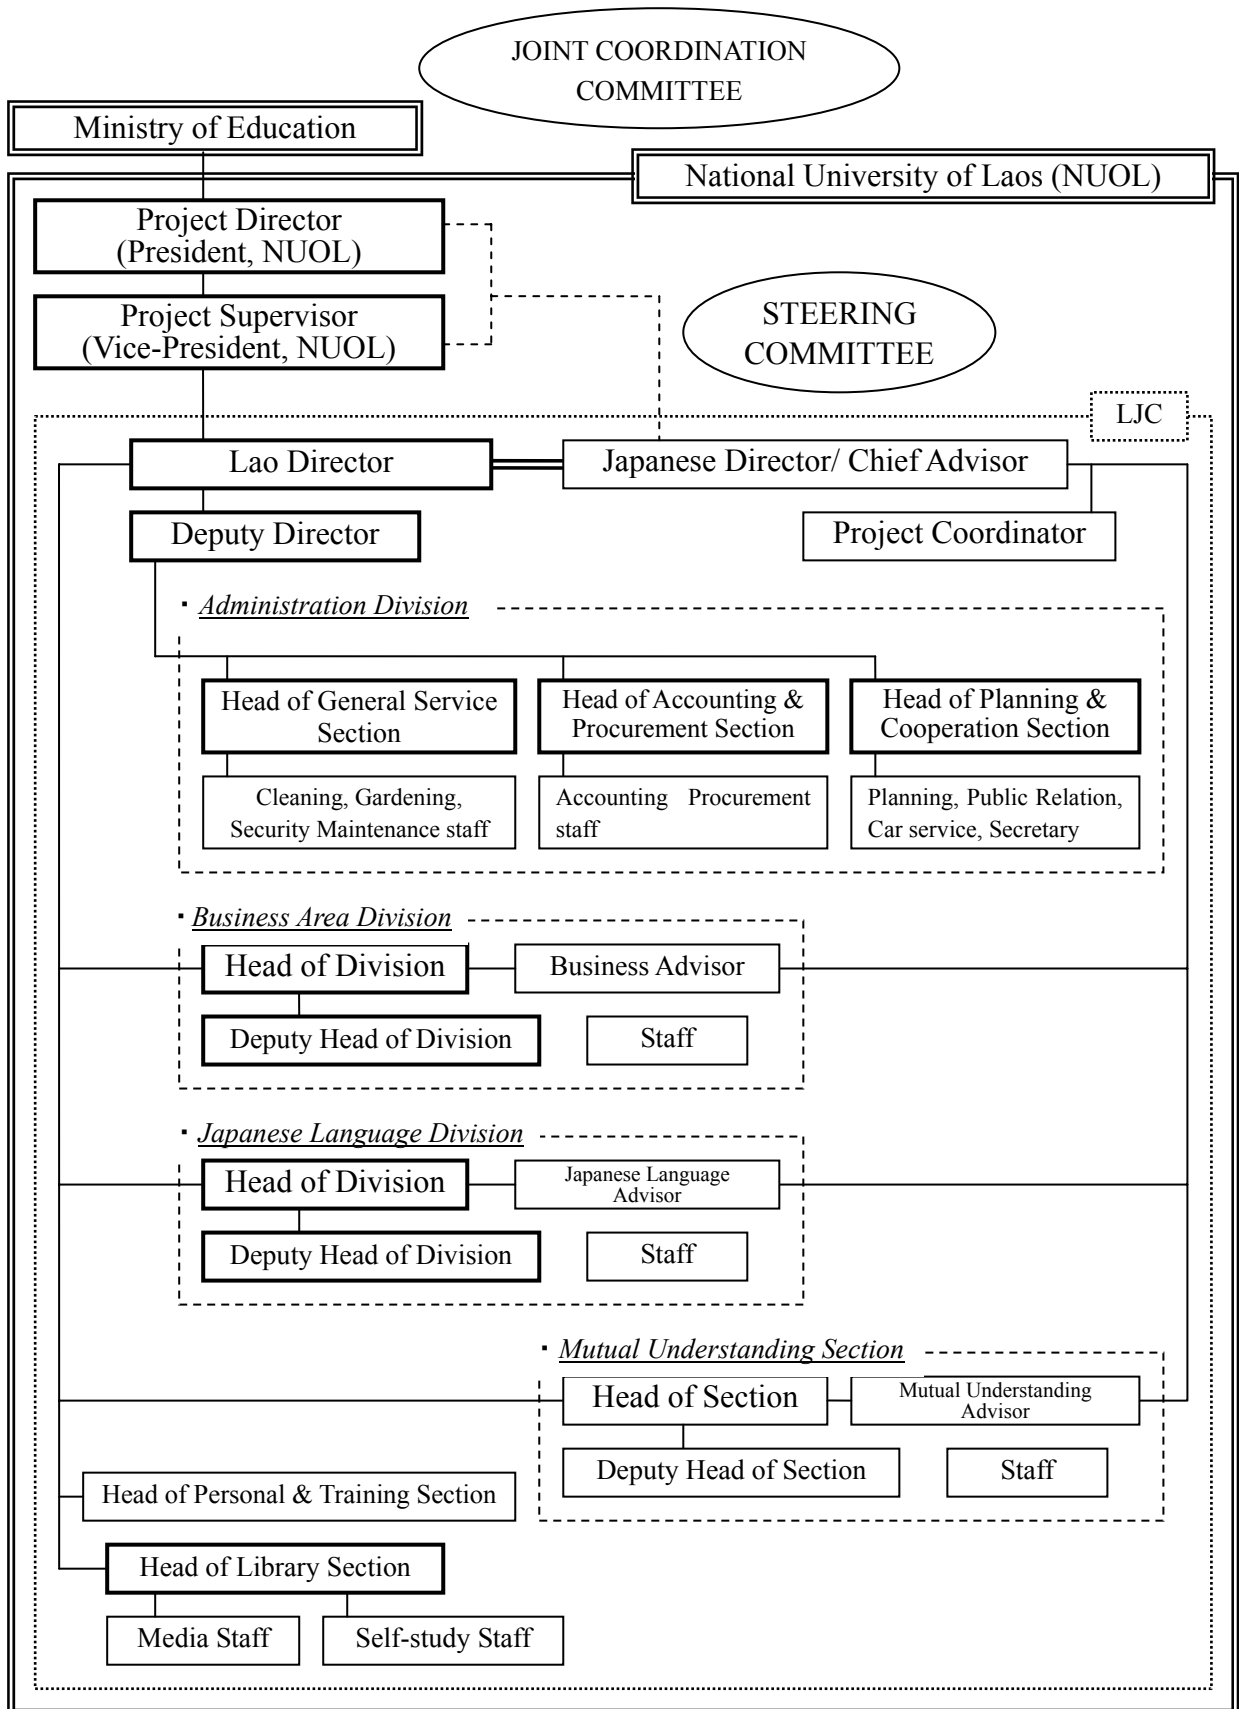 JOINT COORDINATION
COMMITTEE
Ministry of Education
National University of Laos (NUOL)
Project Director
(President, NUOL)
Project Supervisor
(Vice-President, NUOL)
STEERING
COMMITTEE
LJC
Lao Director
Japanese Director/ Chief Advisor
Deputy Director
Project Coordinator
▪ Administration Division
Head of General Service
Section
Head of Accounting &
Procurement Section
Head of Planning &
Cooperation Section
Cleaning, Gardening,
Security Maintenance staff
Accounting Procurement
staff
Planning, Public Relation,
Car service, Secretary
▪ Business Area Division
Head of Division
Business Advisor
Deputy Head of Division
Staff
▪ Japanese Language Division
Head of Division
Japanese Language
Advisor
Deputy Head of Division
Staff
▪ Mutual Understanding Section
Head of Section
Mutual Understanding
Advisor
Deputy Head of Section
Staff
Head of Personal & Training Section
Head of Library Section
Media Staff
Self-study Staff